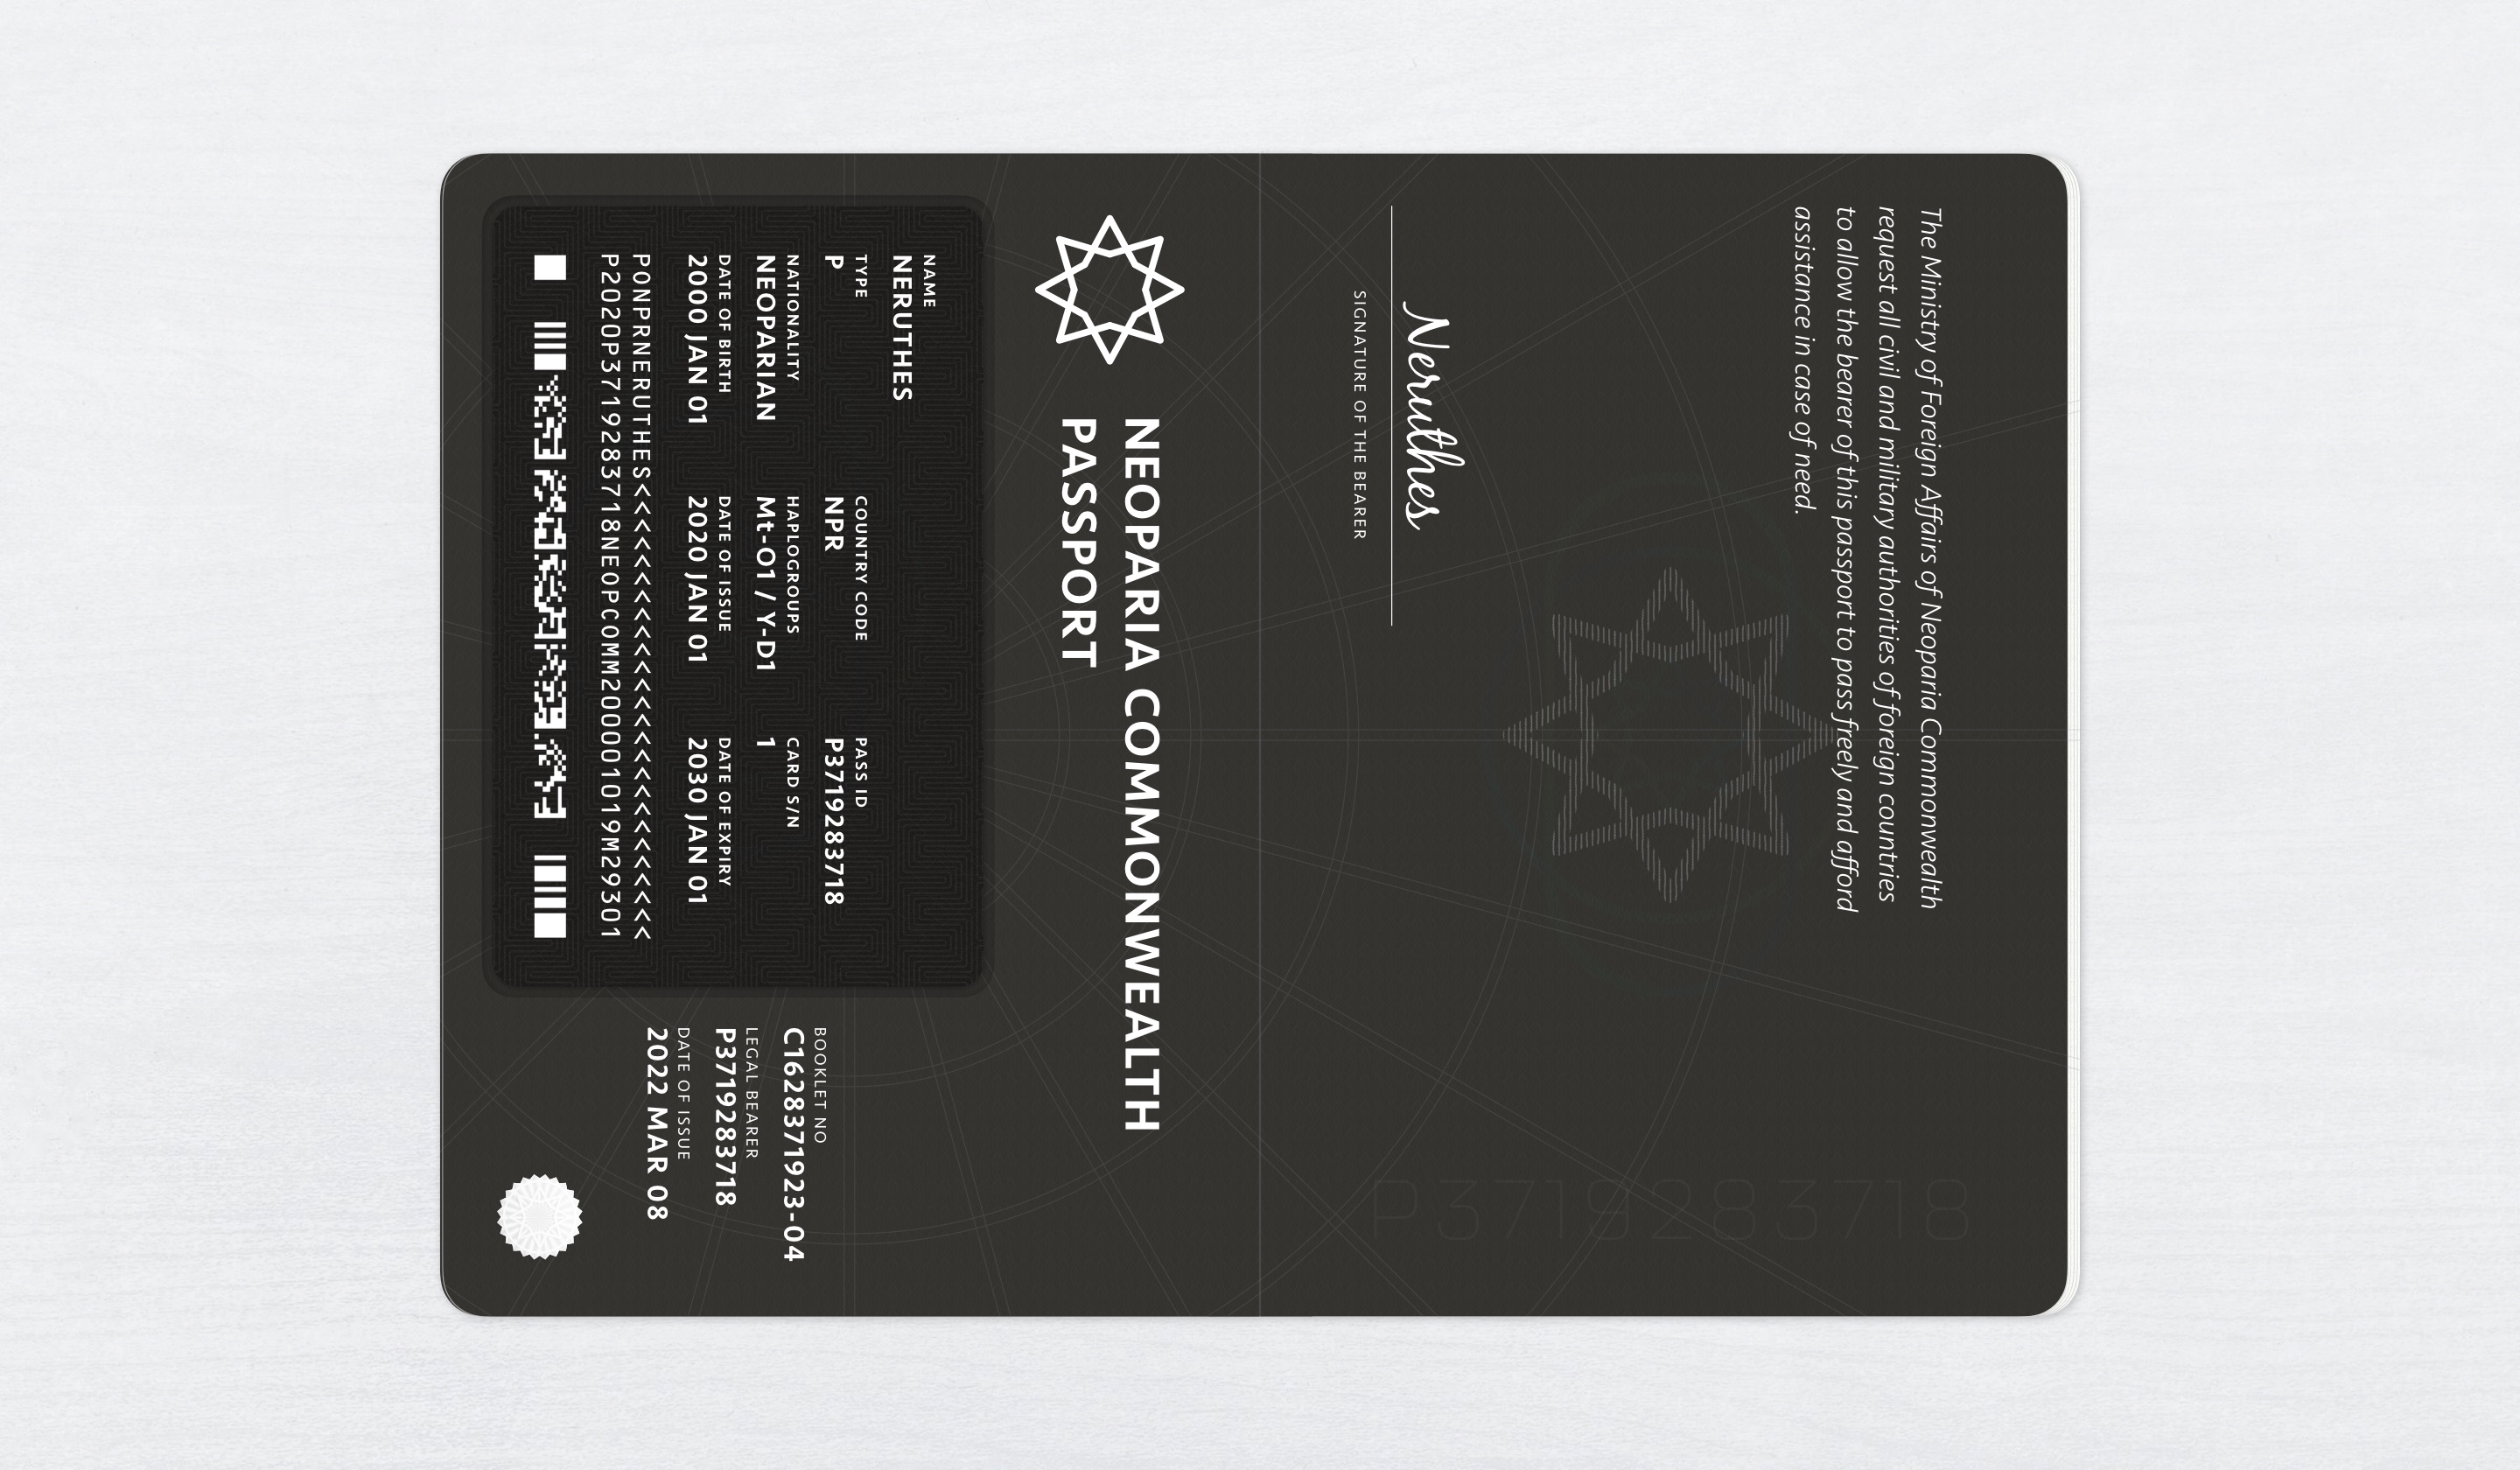 The Ministry of Foreign Affairs of Neoparia Commonwealth
request all civil and military authorities of foreign countries
to allow the bearer of this passport to pass freely and afford
assistance in case of need.
Neruthes
SIGNATURE OF THE BEARER
P3719283718
NEOPARIA COMMONWEALTH
PASSPORT
NAME
NERUTHES
TYPE COUNTRY CODE PASS ID
P NPR P3719283718
NATIONALITY HAPLOGROUPS CARD S/N
NEOPARIAN Mt-O1 / Y-D1 1
DATE OF BIRTH DATE OF ISSUE DATE OF EXPIRY
2000 JAN 01 2020 JAN 01 2030 JAN 01
P0NPRNERUTHES<<<<<<<<<<<<<<<<<<<<<<<<<<
P2020P3719283718NEOPCOMM20000101019M29301
BOOKLET NO
C1628371923-04
LEGAL BEARER
P3719283718
DATE OF ISSUE
2022 MAR 08